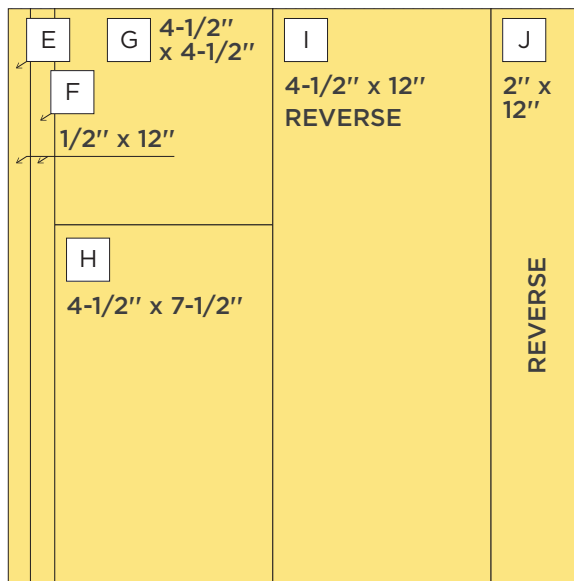 E
F
1/2'' x 12''
G
4-1/2''
x 4-1/2''
H
4-1/2'' x 7-1/2''
I
4-1/2'' x 12''
REVERSE
J
2'' x
12''
REVERSE